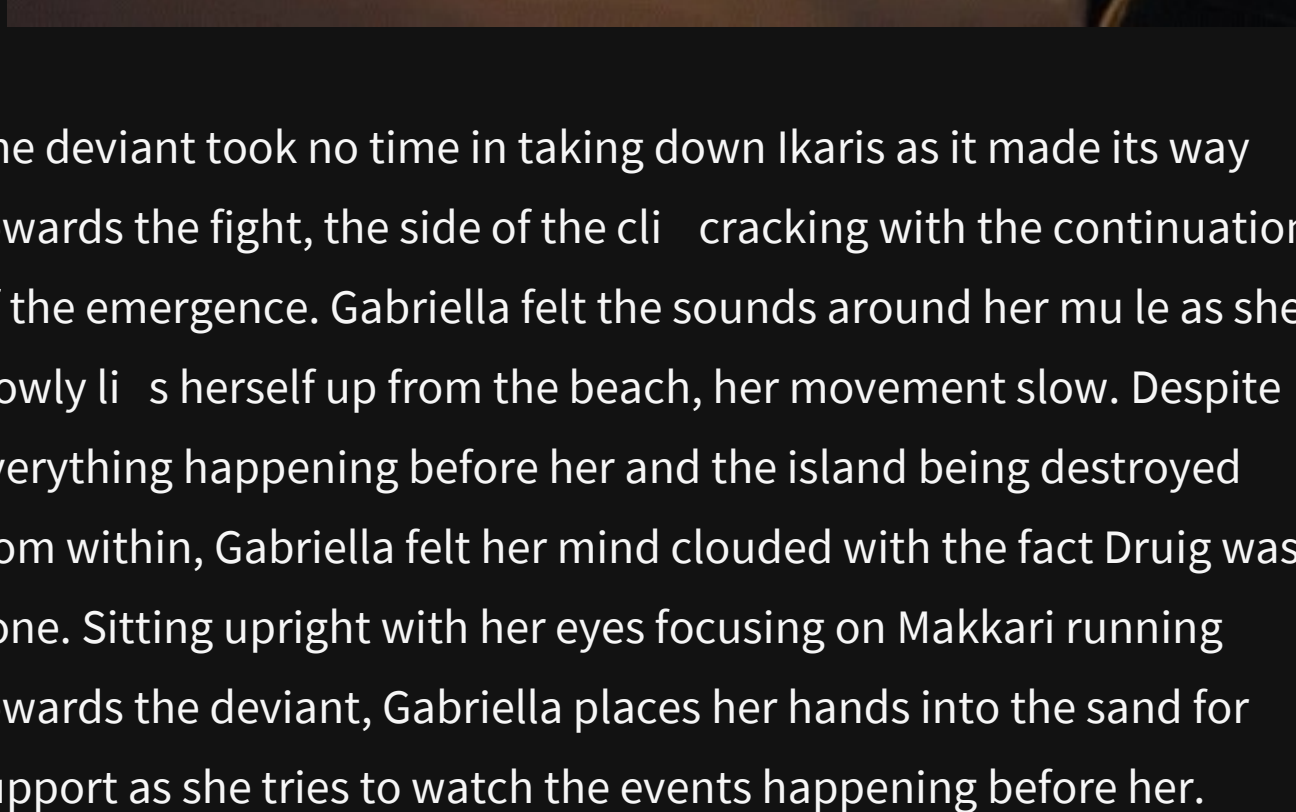 he deviant took no time in taking down Ikaris as it made its way
wards the fight, the side of the cli cracking with the continuation
the emergence. Gabriella felt the sounds around her mu le as she
owly li s herself up from the beach, her movement slow. Despite
verything happening before her and the island being destroyed
om within, Gabriella felt her mind clouded with the fact Druig was
one. Sitting upright with her eyes focusing on Makkari running
wards the deviant, Gabriella places her hands into the sand for
upport as she tries to watch the events happening before her.